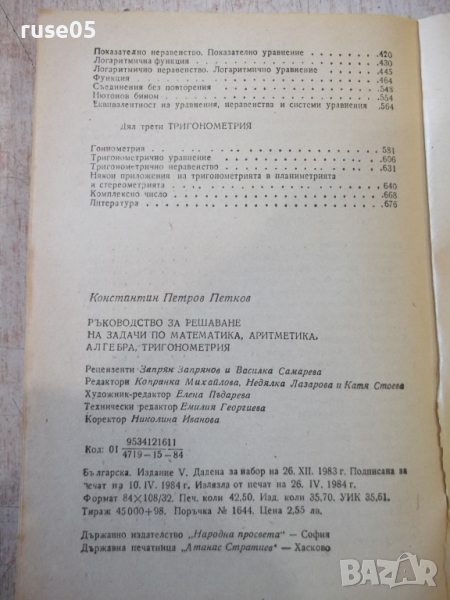 ruse05
Показателно неравенство. Показателно уравнение . . . . . . . 420
Логаритмична функция . . . . . . . . . . . . . . . . . . 430
Логаритмично неравенство. Логаритмично уравнение . . . . . . 445
Функция . . . . . . . . . . . . . . . . . . . . . . . . 464
Съединения без повторения . . . . . . . . . . . . . . . . 548
Нютонов бином . . . . . . . . . . . . . . . . . . . . . 554
Еквивалентност на уравнения, неравенства и системи уравнения . 564
Дял трети ТРИГОНОМЕТРИЯ
Гониометрия . . . . . . . . . . . . . . . . . . . . . . 581
Тригонометрично уравнение . . . . . . . . . . . . . . . . 606
Тригонометрично неравенство . . . . . . . . . . . . . . . 631
Някои приложения на тригонометрията в планиметрията
и стереометрията . . . . . . . . . . . . . . . . . . . . 640
Комплексно число . . . . . . . . . . . . . . . . . . . . 668
Литература . . . . . . . . . . . . . . . . . . . . . . . 676
Константин Петров Петков
РЪКОВОДСТВО ЗА РЕШАВАНЕ
НА ЗАДАЧИ ПО МАТЕМАТИКА, АРИТМЕТИКА,
АЛГЕБРА, ТРИГОНОМЕТРИЯ
Рецензенти Запрян Запрянов и Василка Самарева
Редактори Копринка Михайлова, Недялка Лазарова и Катя Стоева
Художник-редактор Елена Пъдарева
Технически редактор Емилия Георгиева
Коректор Николина Иванова
Код: 01 9534121611
4719—15—84
Българска. Издание V. Дадена за набор на 26. XII. 1983 г. Подписана за
печат на 10. IV. 1984 г. Излязла от печат на 26. IV. 1984 г.
Формат 84×108/32. Печ. коли 42,50. Изд. коли 35,70. УИК 35,61.
Тираж 45000+98. Поръчка № 1644. Цена 2,55 лв.
Държавно издателство „Народна просвета“ — София
Държавна печатница „Атанас Стратиев“ — Хасково
BAZAR